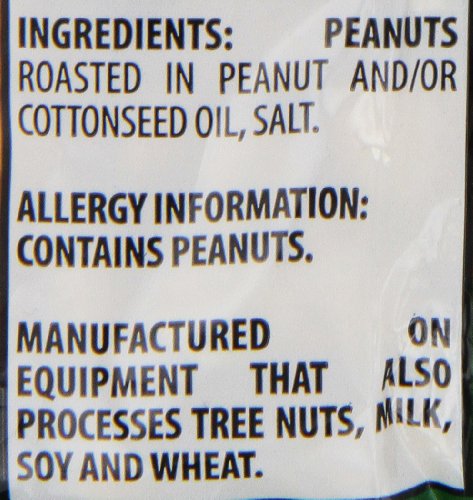 INGREDIENTS: PEANUTS
ROASTED IN PEANUT AND/OR
COTTONSEED OIL, SALT.
ALLERGY INFORMATION:
CONTAINS PEANUTS.
MANUFACTURED ON
EQUIPMENT THAT ALSO
PROCESSES TREE NUTS, MILK,
SOY AND WHEAT.